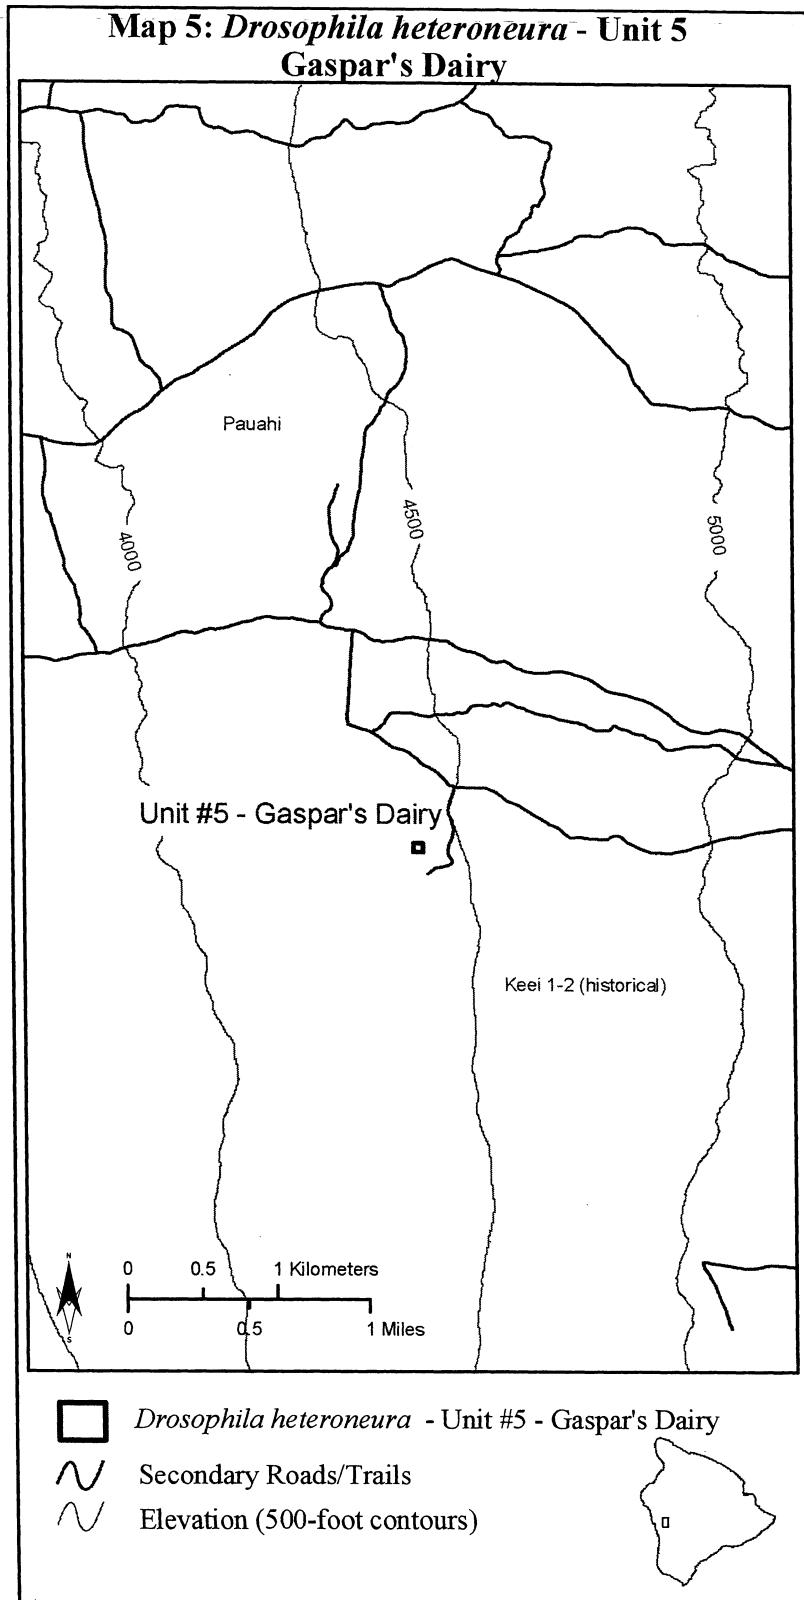 Map 5: Drosophila heteroneura - Unit 5
Gaspar's Dairy
Pauahi
4000
4500
5000
Unit #5 - Gaspar's Dairy
Keei 1-2 (historical)
N
S
0 0.5 1 Kilometers
0 0.5 1 Miles
Drosophila heteroneura - Unit #5 - Gaspar's Dairy
Secondary Roads/Trails
Elevation (500-foot contours)